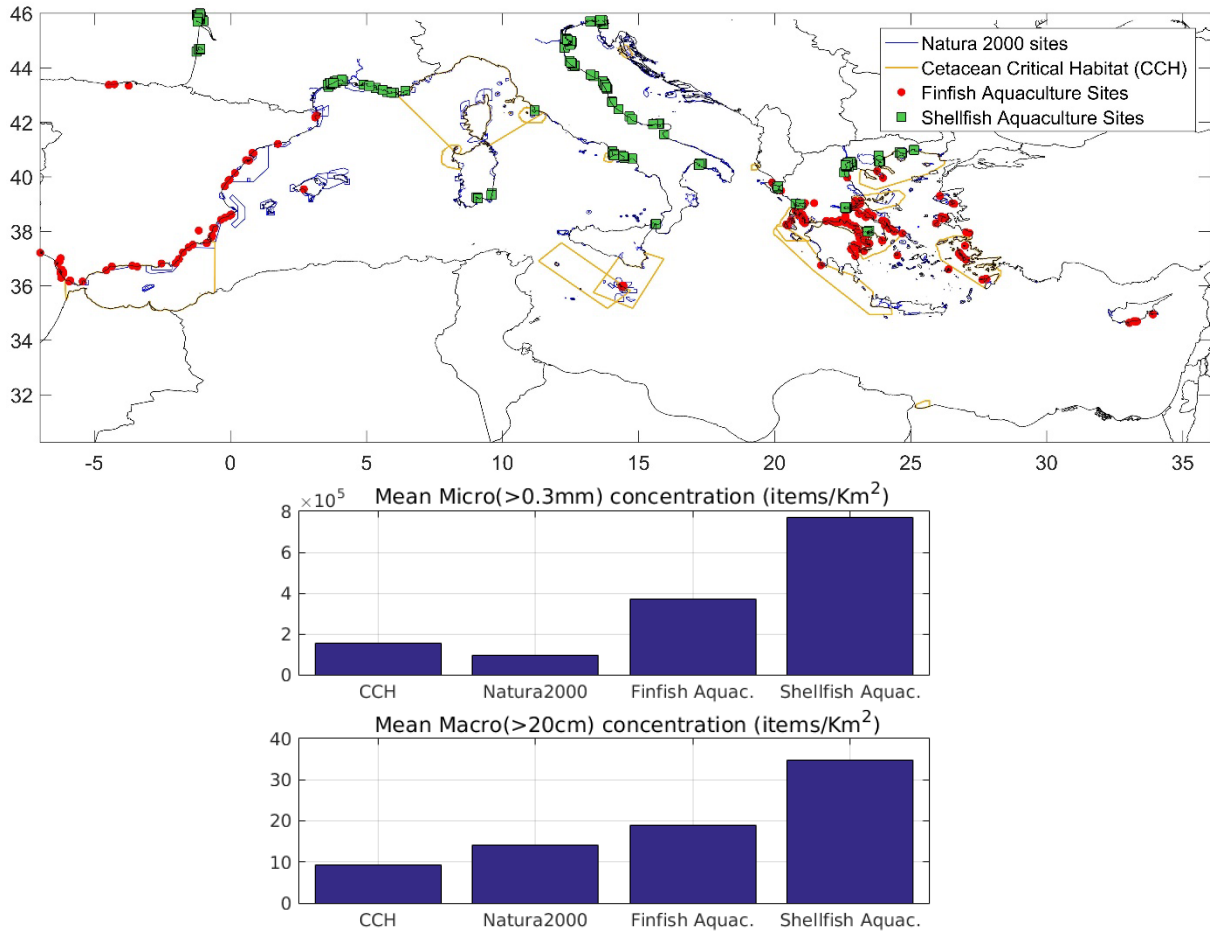 46
44
42
40
38
36
34
32
-5 0 5 10 15 20 25 30 35
Natura 2000 sites
Cetacean Critical Habitat (CCH)
Finfish Aquaculture Sites
Shellfish Aquaculture Sites
×10⁵ Mean Micro(>0.3mm) concentration (items/Km²)
8
6
4
2
0
CCH Natura2000 Finfish Aquac. Shellfish Aquac.
Mean Macro(>20cm) concentration (items/Km²)
40
30
20
10
0
CCH Natura2000 Finfish Aquac. Shellfish Aquac.